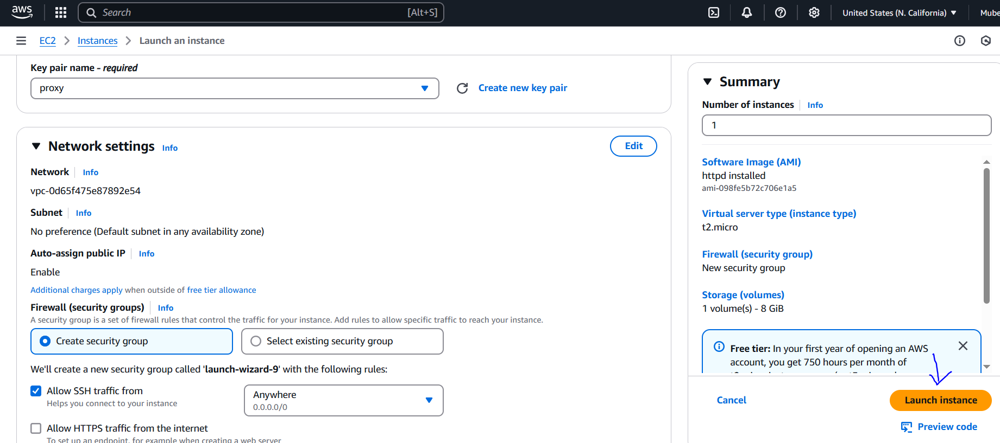 aws
Search [Alt+S]
United States (N. California) ▼
Mube
EC2 > Instances > Launch an instance
Key pair name - required
proxy
Create new key pair
Network settings Info
Edit
Network Info
vpc-0d65f475e87892e54
Subnet Info
No preference (Default subnet in any availability zone)
Auto-assign public IP Info
Enable
Additional charges apply when outside of free tier allowance
Firewall (security groups) Info
A security group is a set of firewall rules that control the traffic for your instance. Add rules to allow specific traffic to reach your instance.
Create security group
Select existing security group
We'll create a new security group called 'launch-wizard-9' with the following rules:
Allow SSH traffic from
Helps you connect to your instance
Anywhere
0.0.0.0/0
Allow HTTPS traffic from the internet
To set up an endpoint, for example when creating a web server
Summary
Number of instances Info
1
Software Image (AMI)
httpd installed
ami-098fe5b72c706e1a5
Virtual server type (instance type)
t2.micro
Firewall (security group)
New security group
Storage (volumes)
1 volume(s) - 8 GiB
Free tier: In your first year of opening an AWS
account, you get 750 hours per month of
Cancel
Launch instance
Preview code